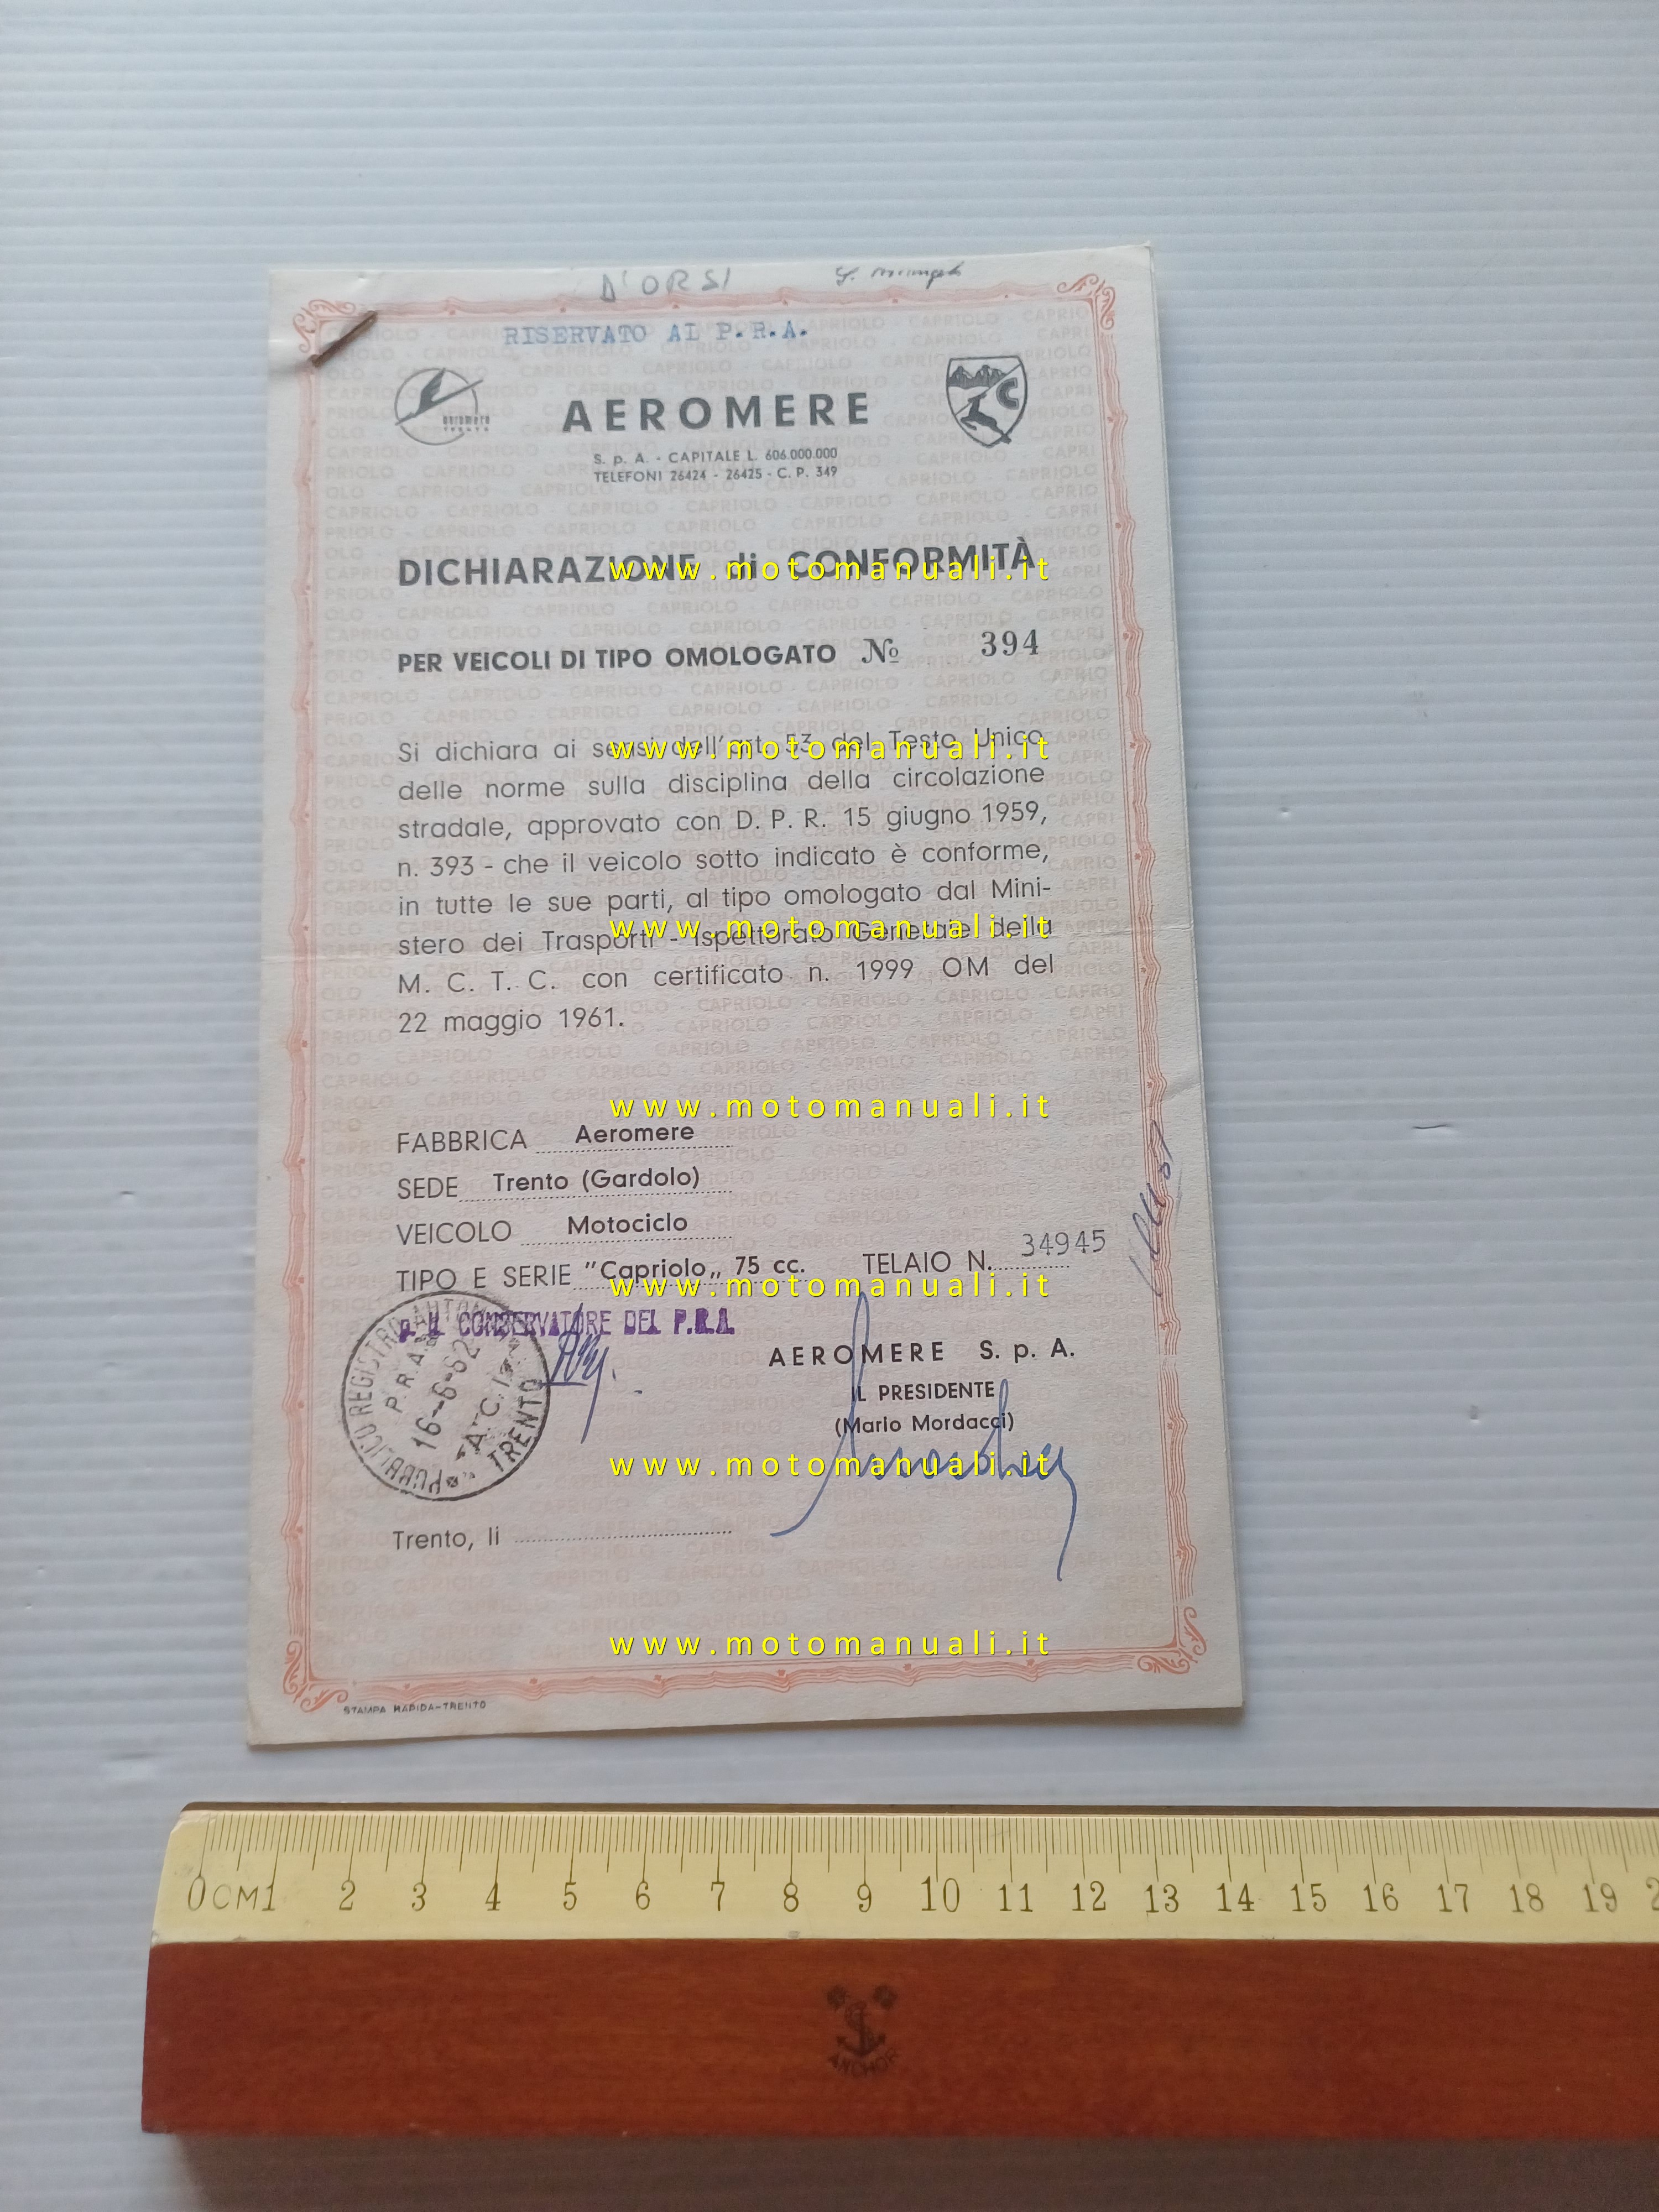 D'ORSI
RISERVATO AL P.R.A.
aeromere
TRENTO
AEROMERE
C
S. p. A. - CAPITALE L. 606.000.000
TELEFONI 26424 - 26425 - C. P. 349
DICHIARAZIONE di CONFORMITÀ
www.motomanuali.it
PER VEICOLI DI TIPO OMOLOGATO No 394
Si dichiara ai sensi dell'art. 53 del Testo Unico
www.motomanuali.it
delle norme sulla disciplina della circolazione
stradale, approvato con D. P. R. 15 giugno 1959,
n. 393 - che il veicolo sotto indicato è conforme,
in tutte le sue parti, al tipo omologato dal Mini-
stero dei Trasporti - Ispettorato Generale della
www.motomanuali.it
M. C. T. C. con certificato n. 1999 OM del
22 maggio 1961.
www.motomanuali.it
FABBRICA Aeromere
SEDE Trento (Gardolo)
VEICOLO Motociclo
TIPO E SERIE "Capriolo„ 75 cc. TELAIO N. 34945
www.motomanuali.it
p. IL CONSERVATORE DEL P.R.A.
PUBBLICO REGISTRO AUTOM
P.R.A.
16-6-62
A.C.I.
TRENTO
AEROMERE S. p. A.
IL PRESIDENTE
(Mario Mordacci)
www.motomanuali.it
Trento, li
www.motomanuali.it
STAMPA RAPIDA-TRENTO
0CM1 2 3 4 5 6 7 8 9 10 11 12 13 14 15 16 17 18 19
ANCHOR